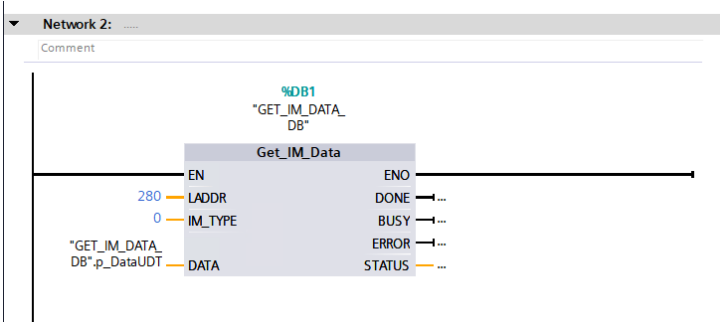 Network 2: .....
Comment
%DB1
"GET_IM_DATA_
DB"
Get_IM_Data
EN ENO
280 LADDR DONE ...
0 IM_TYPE BUSY ...
ERROR ...
"GET_IM_DATA_
DB".p_DataUDT DATA STATUS ...